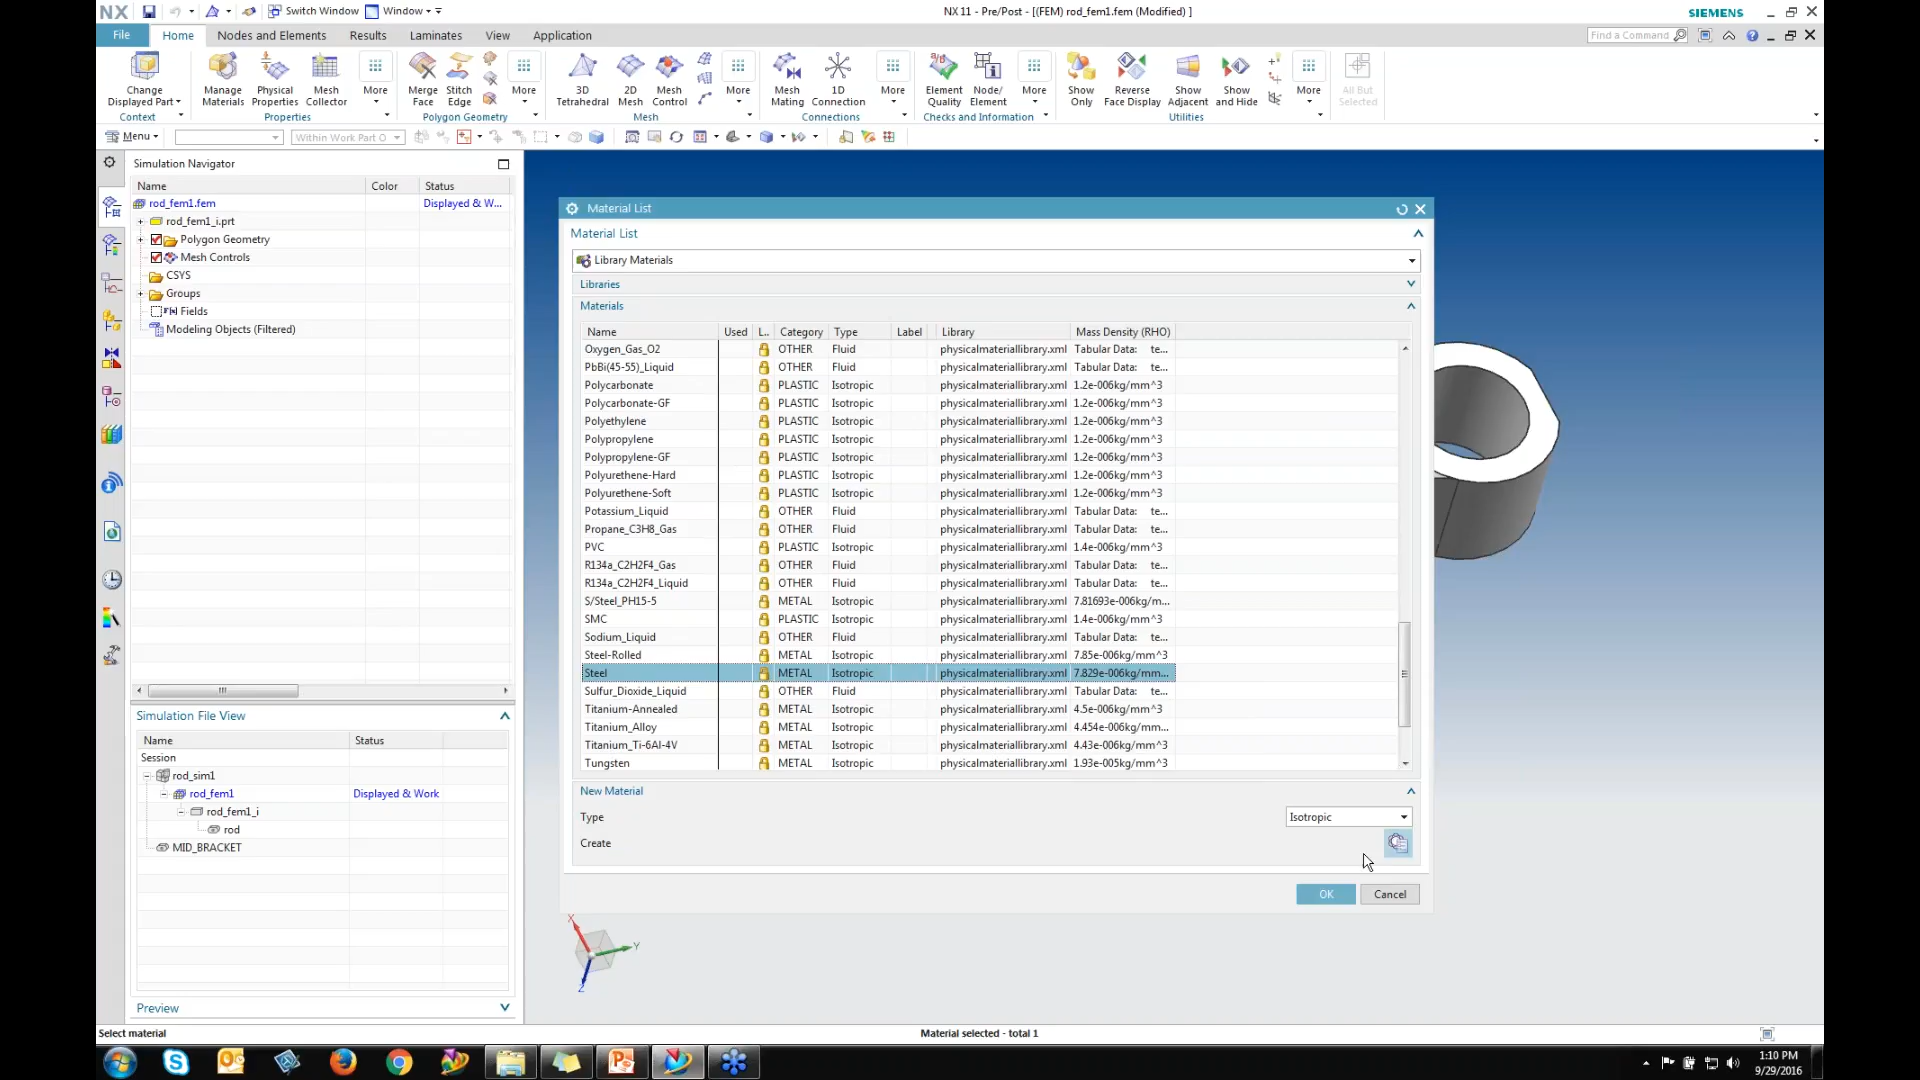 NX Switch Window Window NX 11 - Pre/Post - [(FEM) rod_fem1.fem (Modified) ] SIEMENS
File Home Nodes and Elements Results Laminates View Application Find a Command
Change Displayed Part Manage Materials Physical Properties Mesh Collector More Merge Face Stitch Edge More 3D Tetrahedral 2D Mesh Mesh Control More Mesh Mating 1D Connection More Element Quality Node/Element More Show Only Reverse Face Display Show Adjacent Show and Hide More All But Selected
Context Properties Polygon Geometry Mesh Connections Checks and Information Utilities
Menu Within Work Part O
Simulation Navigator
Name Color Status
rod_fem1.fem Displayed & W...
rod_fem1_i.prt
Polygon Geometry
Mesh Controls
CSYS
Groups
Fields
Modeling Objects (Filtered)
Simulation File View
Name Status
Session
rod_sim1
rod_fem1 Displayed & Work
rod_fem1_i
rod
MID_BRACKET
Preview
Material List
Material List
Library Materials
Libraries
Materials
Name Used L.. Category Type Label Library Mass Density (RHO)
Oxygen_Gas_O2 OTHER Fluid physicalmateriallibrary.xml Tabular Data: te...
PbBi(45-55)_Liquid OTHER Fluid physicalmateriallibrary.xml Tabular Data: te...
Polycarbonate PLASTIC Isotropic physicalmateriallibrary.xml 1.2e-006kg/mm^3
Polycarbonate-GF PLASTIC Isotropic physicalmateriallibrary.xml 1.2e-006kg/mm^3
Polyethylene PLASTIC Isotropic physicalmateriallibrary.xml 1.2e-006kg/mm^3
Polypropylene PLASTIC Isotropic physicalmateriallibrary.xml 1.2e-006kg/mm^3
Polypropylene-GF PLASTIC Isotropic physicalmateriallibrary.xml 1.2e-006kg/mm^3
Polyurethene-Hard PLASTIC Isotropic physicalmateriallibrary.xml 1.2e-006kg/mm^3
Polyurethene-Soft PLASTIC Isotropic physicalmateriallibrary.xml 1.2e-006kg/mm^3
Potassium_Liquid OTHER Fluid physicalmateriallibrary.xml Tabular Data: te...
Propane_C3H8_Gas OTHER Fluid physicalmateriallibrary.xml Tabular Data: te...
PVC PLASTIC Isotropic physicalmateriallibrary.xml 1.4e-006kg/mm^3
R134a_C2H2F4_Gas OTHER Fluid physicalmateriallibrary.xml Tabular Data: te...
R134a_C2H2F4_Liquid OTHER Fluid physicalmateriallibrary.xml Tabular Data: te...
S/Steel_PH15-5 METAL Isotropic physicalmateriallibrary.xml 7.81693e-006kg/m...
SMC PLASTIC Isotropic physicalmateriallibrary.xml 1.4e-006kg/mm^3
Sodium_Liquid OTHER Fluid physicalmateriallibrary.xml Tabular Data: te...
Steel-Rolled METAL Isotropic physicalmateriallibrary.xml 7.85e-006kg/mm^3
Steel METAL Isotropic physicalmateriallibrary.xml 7.829e-006kg/mm...
Sulfur_Dioxide_Liquid OTHER Fluid physicalmateriallibrary.xml Tabular Data: te...
Titanium-Annealed METAL Isotropic physicalmateriallibrary.xml 4.5e-006kg/mm^3
Titanium_Alloy METAL Isotropic physicalmateriallibrary.xml 4.454e-006kg/mm...
Titanium_Ti-6Al-4V METAL Isotropic physicalmateriallibrary.xml 4.43e-006kg/mm^3
Tungsten METAL Isotropic physicalmateriallibrary.xml 1.93e-005kg/mm^3
New Material
Type Isotropic
Create
OK Cancel
X
Y
Z
Select material Material selected - total 1
1:10 PM
9/29/2016